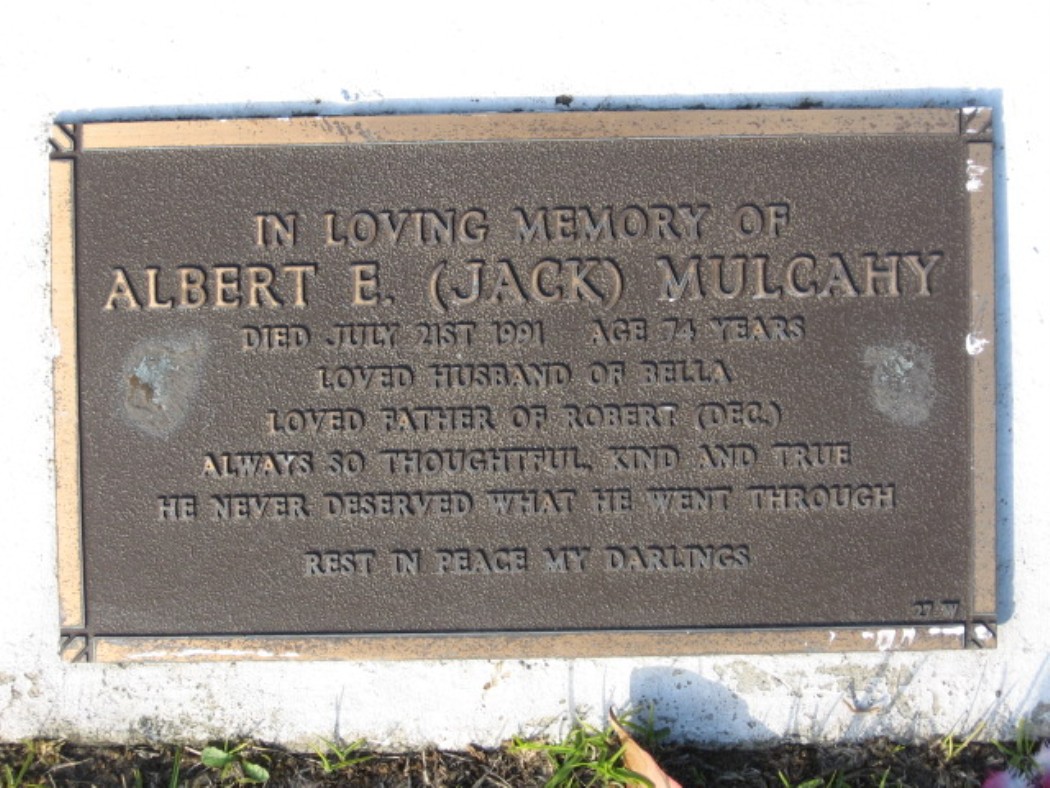 IN LOVING MEMORY OF
ALBERT E. (JACK) MULCAHY
DIED JULY 21ST 1991 AGE 74 YEARS
LOVED HUSBAND OF BELLA
LOVED FATHER OF ROBERT (DEC.)
ALWAYS SO THOUGHTFUL, KIND AND TRUE
HE NEVER DESERVED WHAT HE WENT THROUGH
REST IN PEACE MY DARLINGS
27 W